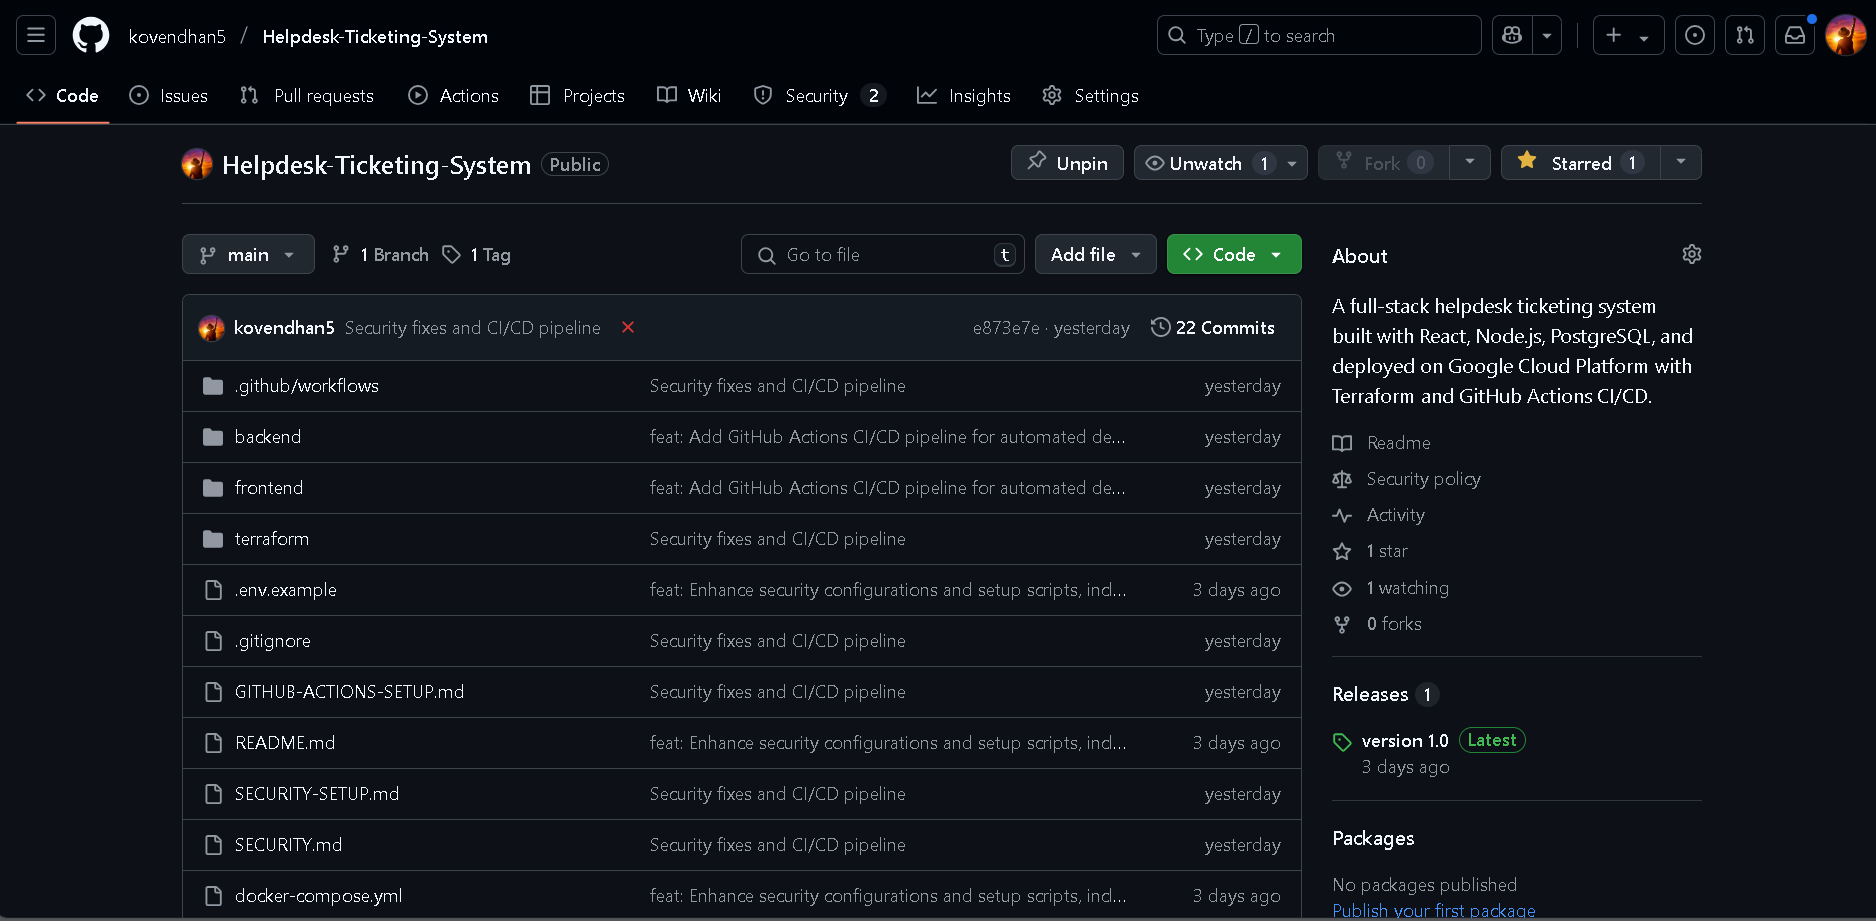 kovendhan5 / Helpdesk-Ticketing-System
Type / to search
Code Issues Pull requests Actions Projects Wiki Security 2 Insights Settings
Helpdesk-Ticketing-System Public
Unpin Unwatch 1 Fork 0 Starred 1
main 1 Branch 1 Tag
Go to file t
Add file
Code
kovendhan5 Security fixes and CI/CD pipeline e873e7e · yesterday 22 Commits
.github/workflows Security fixes and CI/CD pipeline yesterday
backend feat: Add GitHub Actions CI/CD pipeline for automated de... yesterday
frontend feat: Add GitHub Actions CI/CD pipeline for automated de... yesterday
terraform Security fixes and CI/CD pipeline yesterday
.env.example feat: Enhance security configurations and setup scripts, incl... 3 days ago
.gitignore Security fixes and CI/CD pipeline yesterday
GITHUB-ACTIONS-SETUP.md Security fixes and CI/CD pipeline yesterday
README.md feat: Enhance security configurations and setup scripts, incl... 3 days ago
SECURITY-SETUP.md Security fixes and CI/CD pipeline yesterday
SECURITY.md Security fixes and CI/CD pipeline yesterday
docker-compose.yml feat: Enhance security configurations and setup scripts, incl... 3 days ago
About
A full-stack helpdesk ticketing system
built with React, Node.js, PostgreSQL, and
deployed on Google Cloud Platform with
Terraform and GitHub Actions CI/CD.
Readme
Security policy
Activity
1 star
1 watching
0 forks
Releases 1
version 1.0 Latest
3 days ago
Packages
No packages published
Publish your first package